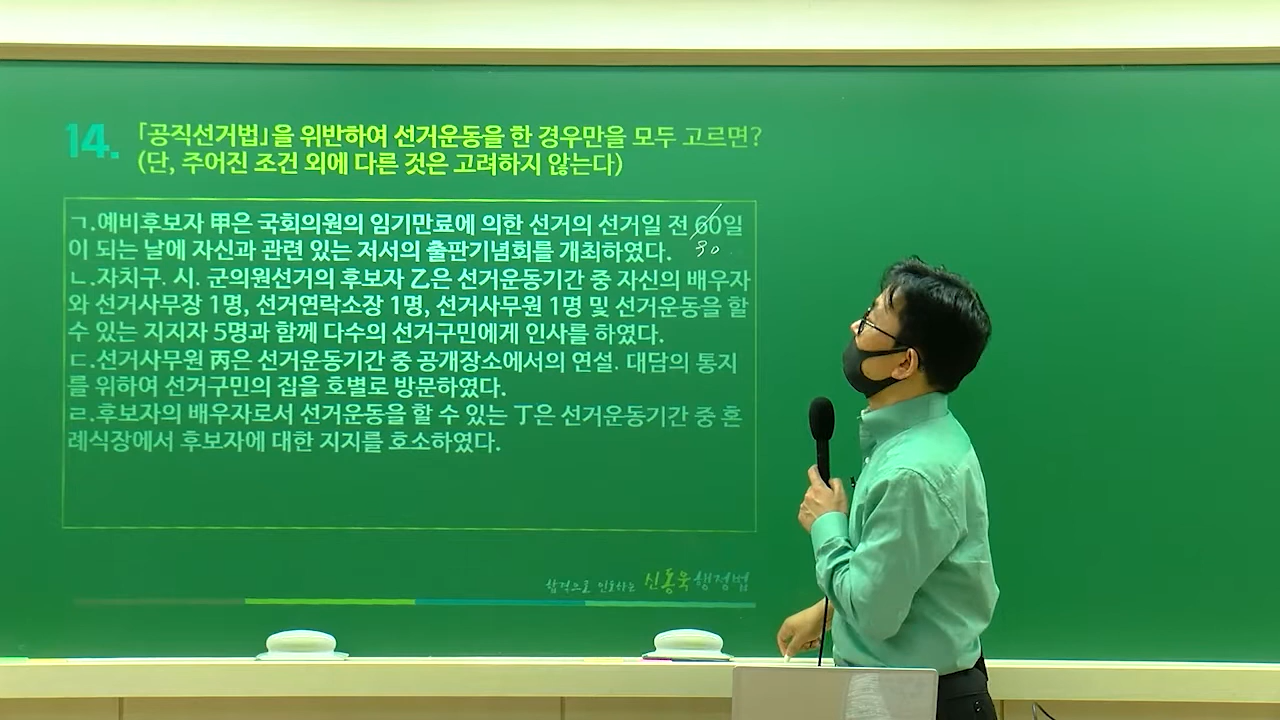 14. 「공직선거법」을 위반하여 선거운동을 한 경우만을 모두 고르면?
(단, 주어진 조건 외에 다른 것은 고려하지 않는다)
ㄱ.예비후보자 甲은 국회의원의 임기만료에 의한 선거의 선거일 전 60일
이 되는 날에 자신과 관련 있는 저서의 출판기념회를 개최하였다. 30
ㄴ.자치구. 시. 군의원선거의 후보자 乙은 선거운동기간 중 자신의 배우자
와 선거사무장 1명, 선거연락소장 1명, 선거사무원 1명 및 선거운동을 할
수 있는 지지자 5명과 함께 다수의 선거구민에게 인사를 하였다.
ㄷ.선거사무원 丙은 선거운동기간 중 공개장소에서의 연설. 대담의 통지
를 위하여 선거구민의 집을 호별로 방문하였다.
ㄹ.후보자의 배우자로서 선거운동을 할 수 있는 丁은 선거운동기간 중 혼
례식장에서 후보자에 대한 지지를 호소하였다.
합격으로 인도하는 신동욱행정법